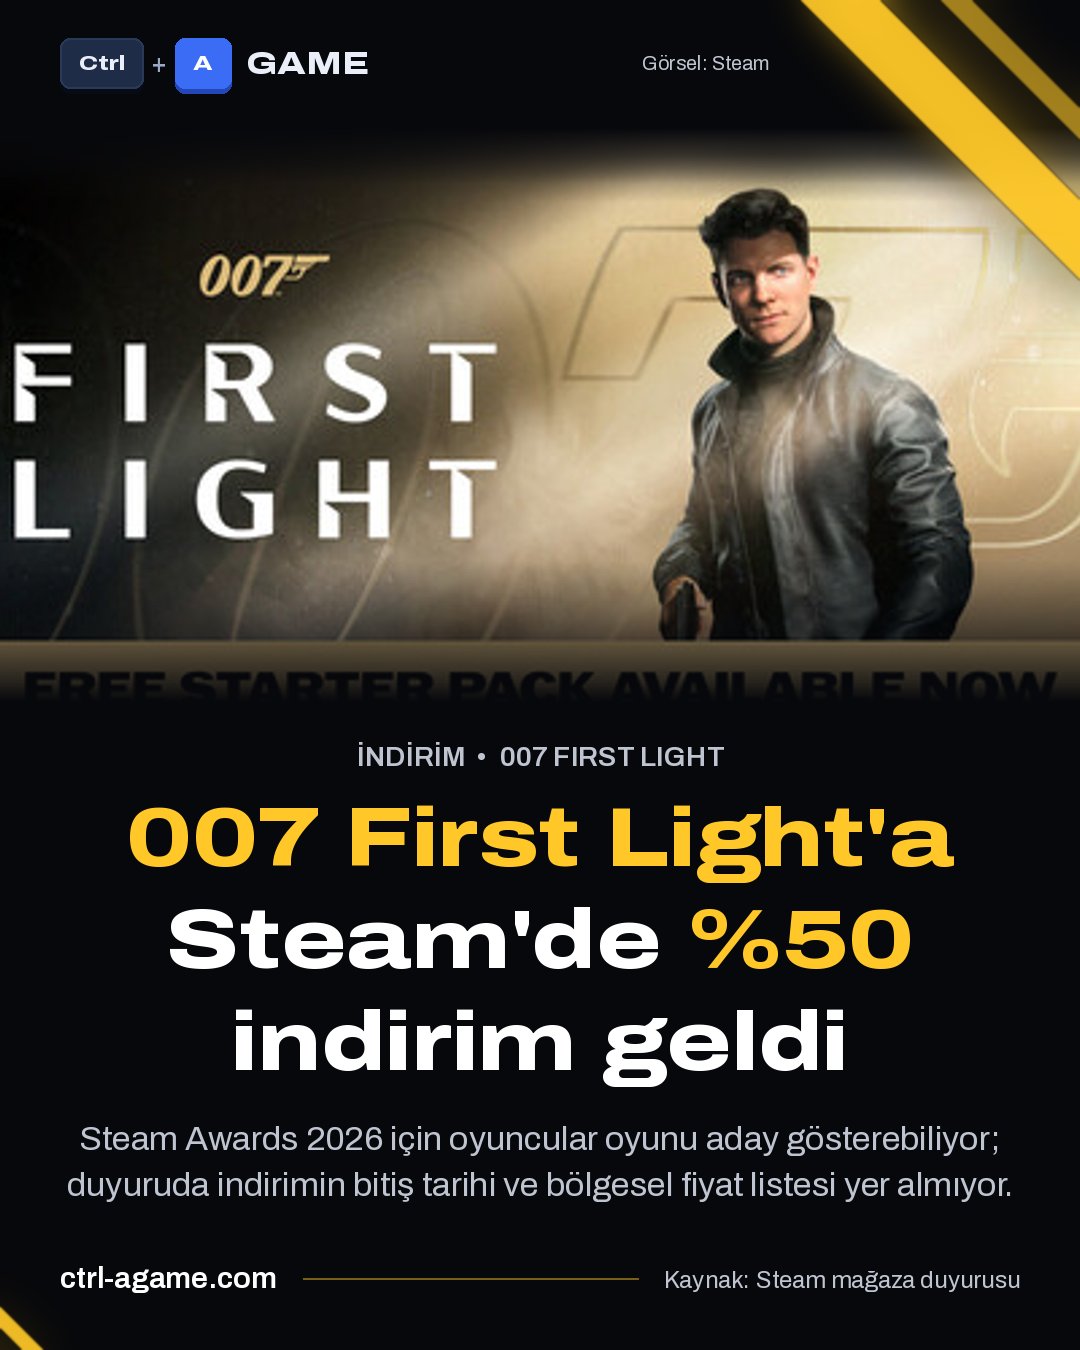 Ctrl + A GAME
Görsel: Steam
007
FIRST
LIGHT
FREE STARTER PACK AVAILABLE NOW
İNDİRİM • 007 FIRST LIGHT
007 First Light'a
Steam'de %50
indirim geldi
Steam Awards 2026 için oyuncular oyunu aday gösterebiliyor;
duyuruda indirimin bitiş tarihi ve bölgesel fiyat listesi yer almıyor.
ctrl-agame.com
Kaynak: Steam mağaza duyurusu